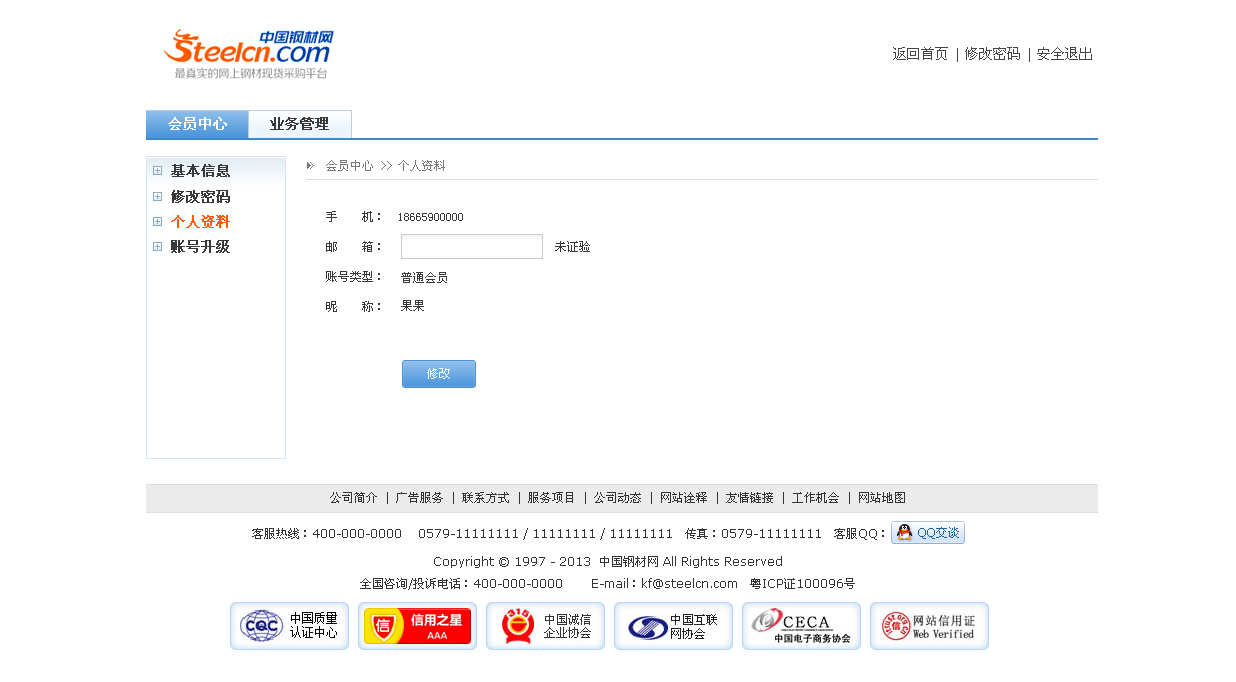 中国钢材网
Steelcn.com
最真实的网上钢材现货采购平台
返回首页 | 修改密码 | 安全退出
会员中心 业务管理
基本信息
修改密码
个人资料
账号升级
会员中心 >> 个人资料
手 机： 18665900000
邮 箱： 未证验
账号类型： 普通会员
昵 称： 果果
修改
公司简介 | 广告服务 | 联系方式 | 服务项目 | 公司动态 | 网站诠释 | 友情链接 | 工作机会 | 网站地图
客服热线：400-000-0000 0579-11111111 / 11111111 / 11111111 传真：0579-11111111 客服QQ： QQ交谈
Copyright © 1997 - 2013 中国钢材网 All Rights Reserved
全国咨询/投诉电话：400-000-0000 E-mail：kf@steelcn.com 粤ICP证100096号
CQC 中国质量
认证中心
信 信用之星
AAA
315 中国诚信
企业协会
中国互联
网协会
CECA
中国电子商务协会
信 网站信用证
Web Verified